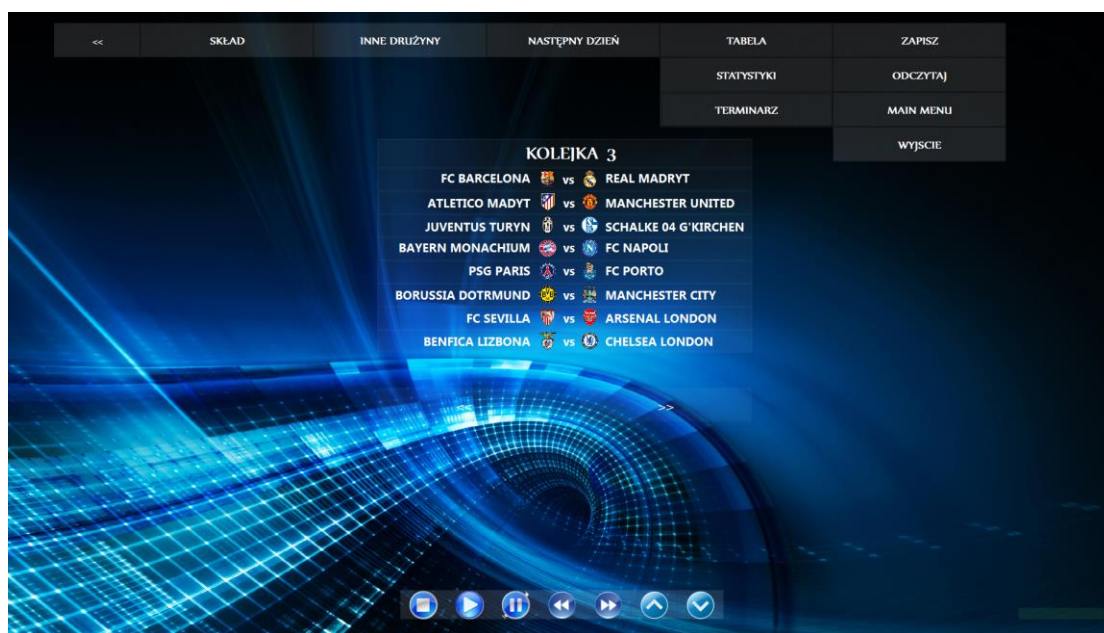 << SKŁAD INNE DRUŻYNY NASTĘPNY DZIEŃ TABELA ZAPISZ
STATYSTYKI ODCZYTAJ
TERMINARZ MAIN MENU
WYJSCIE
KOLEJKA 3
FC BARCELONA vs REAL MADRYT
ATLETICO MADYT vs MANCHESTER UNITED
JUVENTUS TURYN vs SCHALKE 04 G'KIRCHEN
BAYERN MONACHIUM vs FC NAPOLI
PSG PARIS vs FC PORTO
BORUSSIA DOTRMUND vs MANCHESTER CITY
FC SEVILLA vs ARSENAL LONDON
BENFICA LIZBONA vs CHELSEA LONDON
<< >>